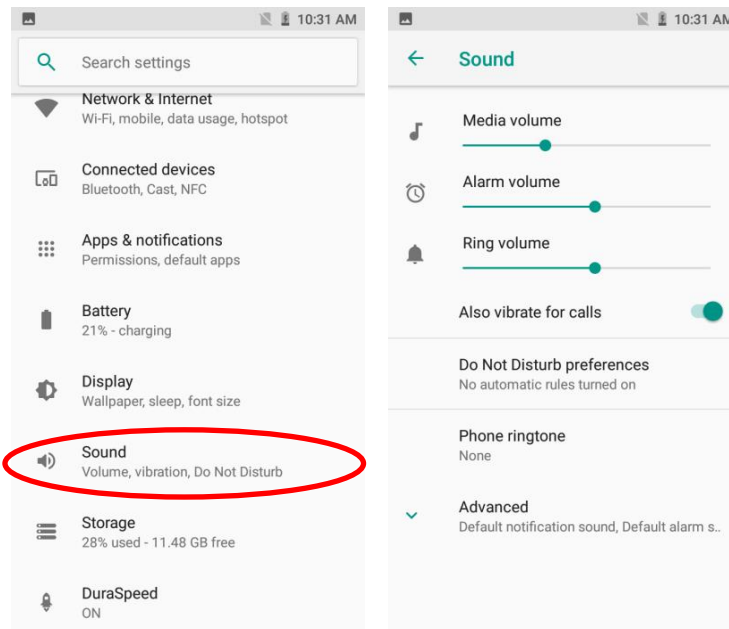 10:31 AM
Search settings
Network & Internet
Wi-Fi, mobile, data usage, hotspot
Connected devices
Bluetooth, Cast, NFC
Apps & notifications
Permissions, default apps
Battery
21% - charging
Display
Wallpaper, sleep, font size
Sound
Volume, vibration, Do Not Disturb
Storage
28% used - 11.48 GB free
DuraSpeed
ON
10:31 AM
Sound
Media volume
Alarm volume
Ring volume
Also vibrate for calls
Do Not Disturb preferences
No automatic rules turned on
Phone ringtone
None
Advanced
Default notification sound, Default alarm s..